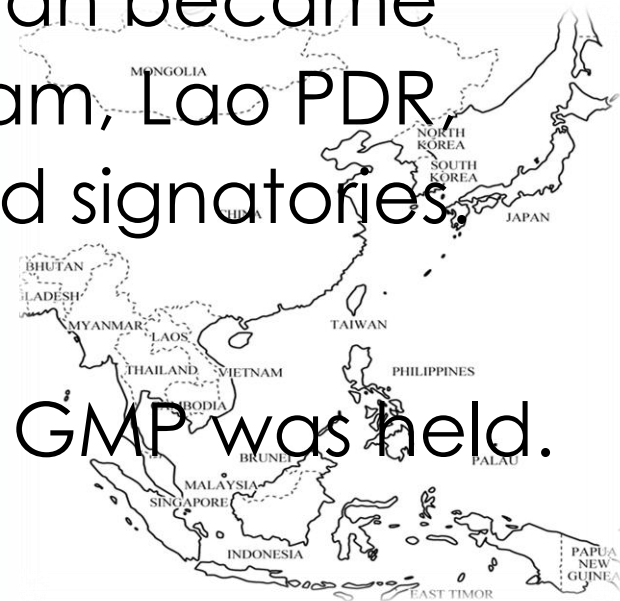 an became
am, Lao PDR,
d signatories.
GMP was held.
MONGOLIA
NORTH
KOREA
SOUTH
KOREA
CHINA
JAPAN
BHUTAN
LADESH
MYANMAR
LAOS
TAIWAN
THAILAND
VIETNAM
PHILIPPINES
MBODIA
BRUNEI
PALAU
MALAYSIA
SINGAPORE
INDONESIA
PAPUA
NEW
GUINEA
EAST TIMOR